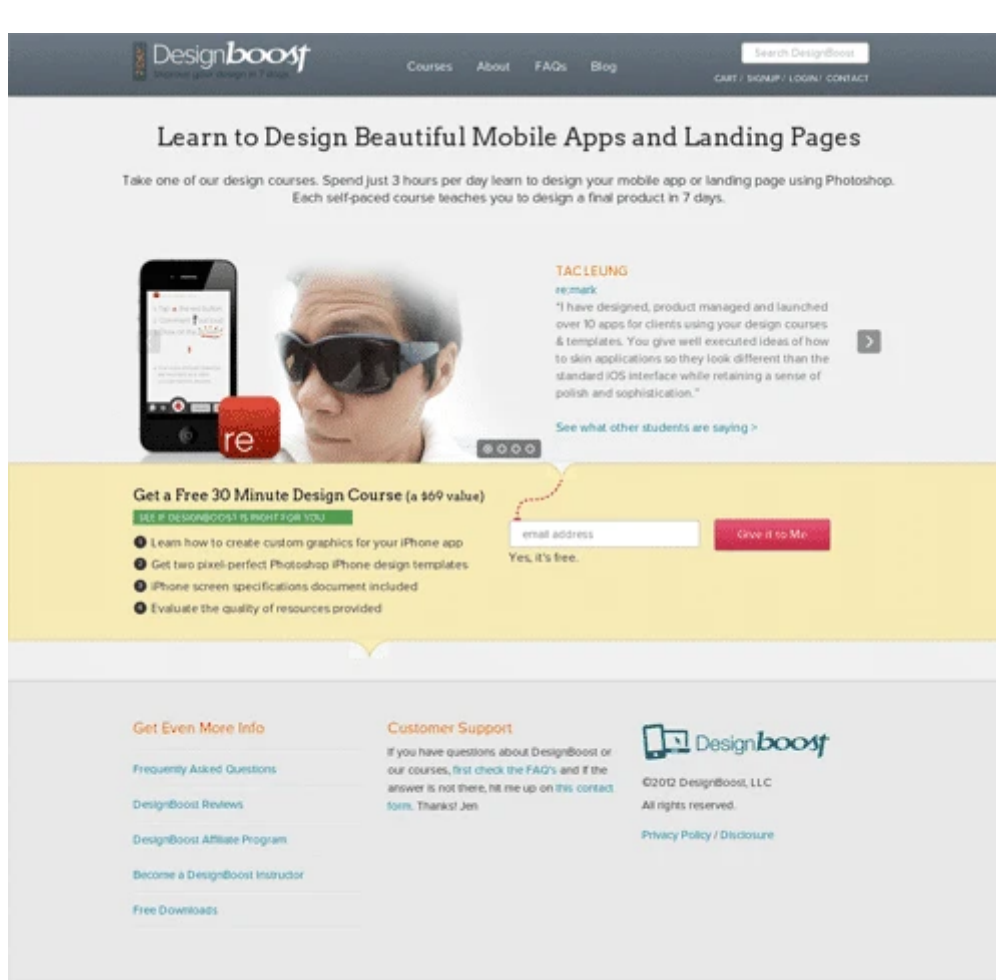 Designboost
Improve your design in 7 days.
Courses About FAQs Blog
Search DesignBoost
CART / SIGNUP / LOGIN / CONTACT
Learn to Design Beautiful Mobile Apps and Landing Pages
Take one of our design courses. Spend just 3 hours per day learn to design your mobile app or landing page using Photoshop.
Each self-paced course teaches you to design a final product in 7 days.
re
TAC LEUNG
re:mark
"I have designed, product managed and launched
over 10 apps for clients using your design courses
& templates. You give well executed ideas of how
to skin applications so they look different than the
standard iOS interface while retaining a sense of
polish and sophistication."
See what other students are saying >
Get a Free 30 Minute Design Course (a $69 value)
SEE IF DESIGNBOOST IS RIGHT FOR YOU
1 Learn how to create custom graphics for your iPhone app
2 Get two pixel-perfect Photoshop iPhone design templates
3 iPhone screen specifications document included
4 Evaluate the quality of resources provided
email address
Give it to Me
Yes, it's free.
Get Even More Info
Frequently Asked Questions
DesignBoost Reviews
DesignBoost Affiliate Program
Become a DesignBoost Instructor
Free Downloads
Customer Support
If you have questions about DesignBoost or
our courses, first check the FAQ's and if the
answer is not there, hit me up on this contact
form. Thanks! Jen
Designboost
©2012 DesignBoost, LLC
All rights reserved.
Privacy Policy / Disclosure